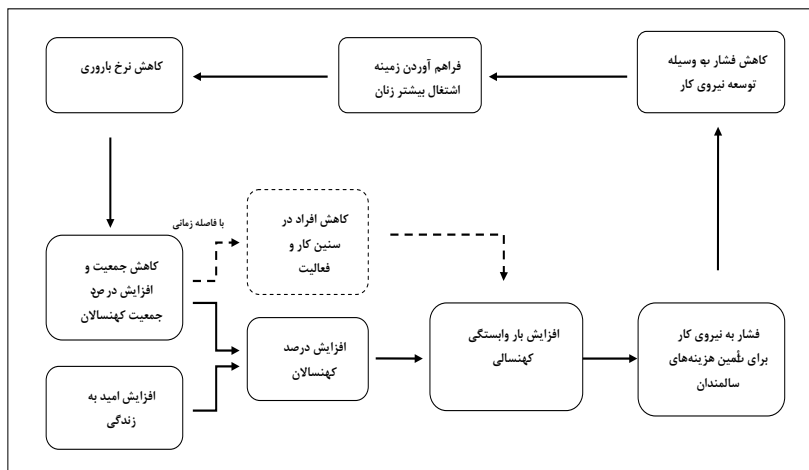 کاهش فشار به وسیله
توسعه نیروی کار
فراهم آوردن زمینه
اشتغال بیشتر زنان
کاهش نرخ باروری
با فاصله زمانی
کاهش افراد در
سنین کار و
فعالیت
کاهش جمعیت و
افزایش درصد
جمعیت کهنسالان
فشار به نیروی کار
برای تأمین هزینه‌های
سالمندان
افزایش بار وابستگی
کهنسالی
افزایش درصد
کهنسالان
افزایش امید به
زندگی